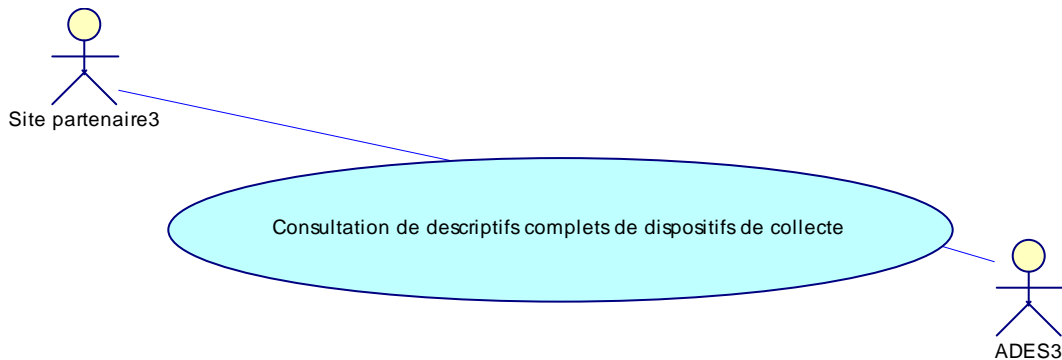 Site partenaire3
Consultation de descriptifs complets de dispositifs de collecte
ADES3